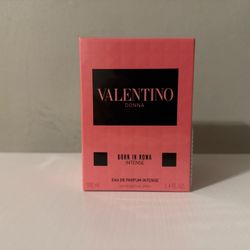 VALENTINO
DONNA
BORN IN ROMA
INTENSE
EAU DE PARFUM INTENSE